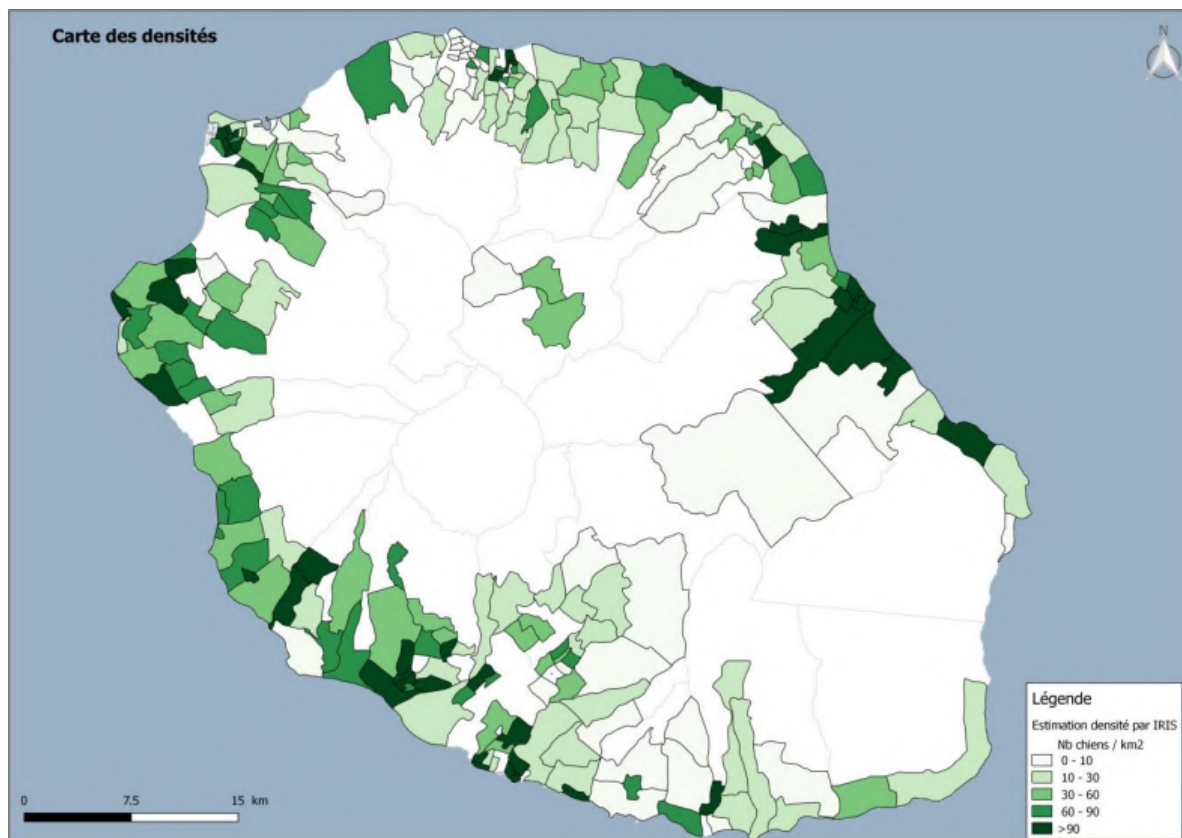 Carte des densités
N
Légende
Estimation densité par IRIS
Nb chiens / km2
0 - 10
10 - 30
30 - 60
60 - 90
>90
0 7.5 15 km